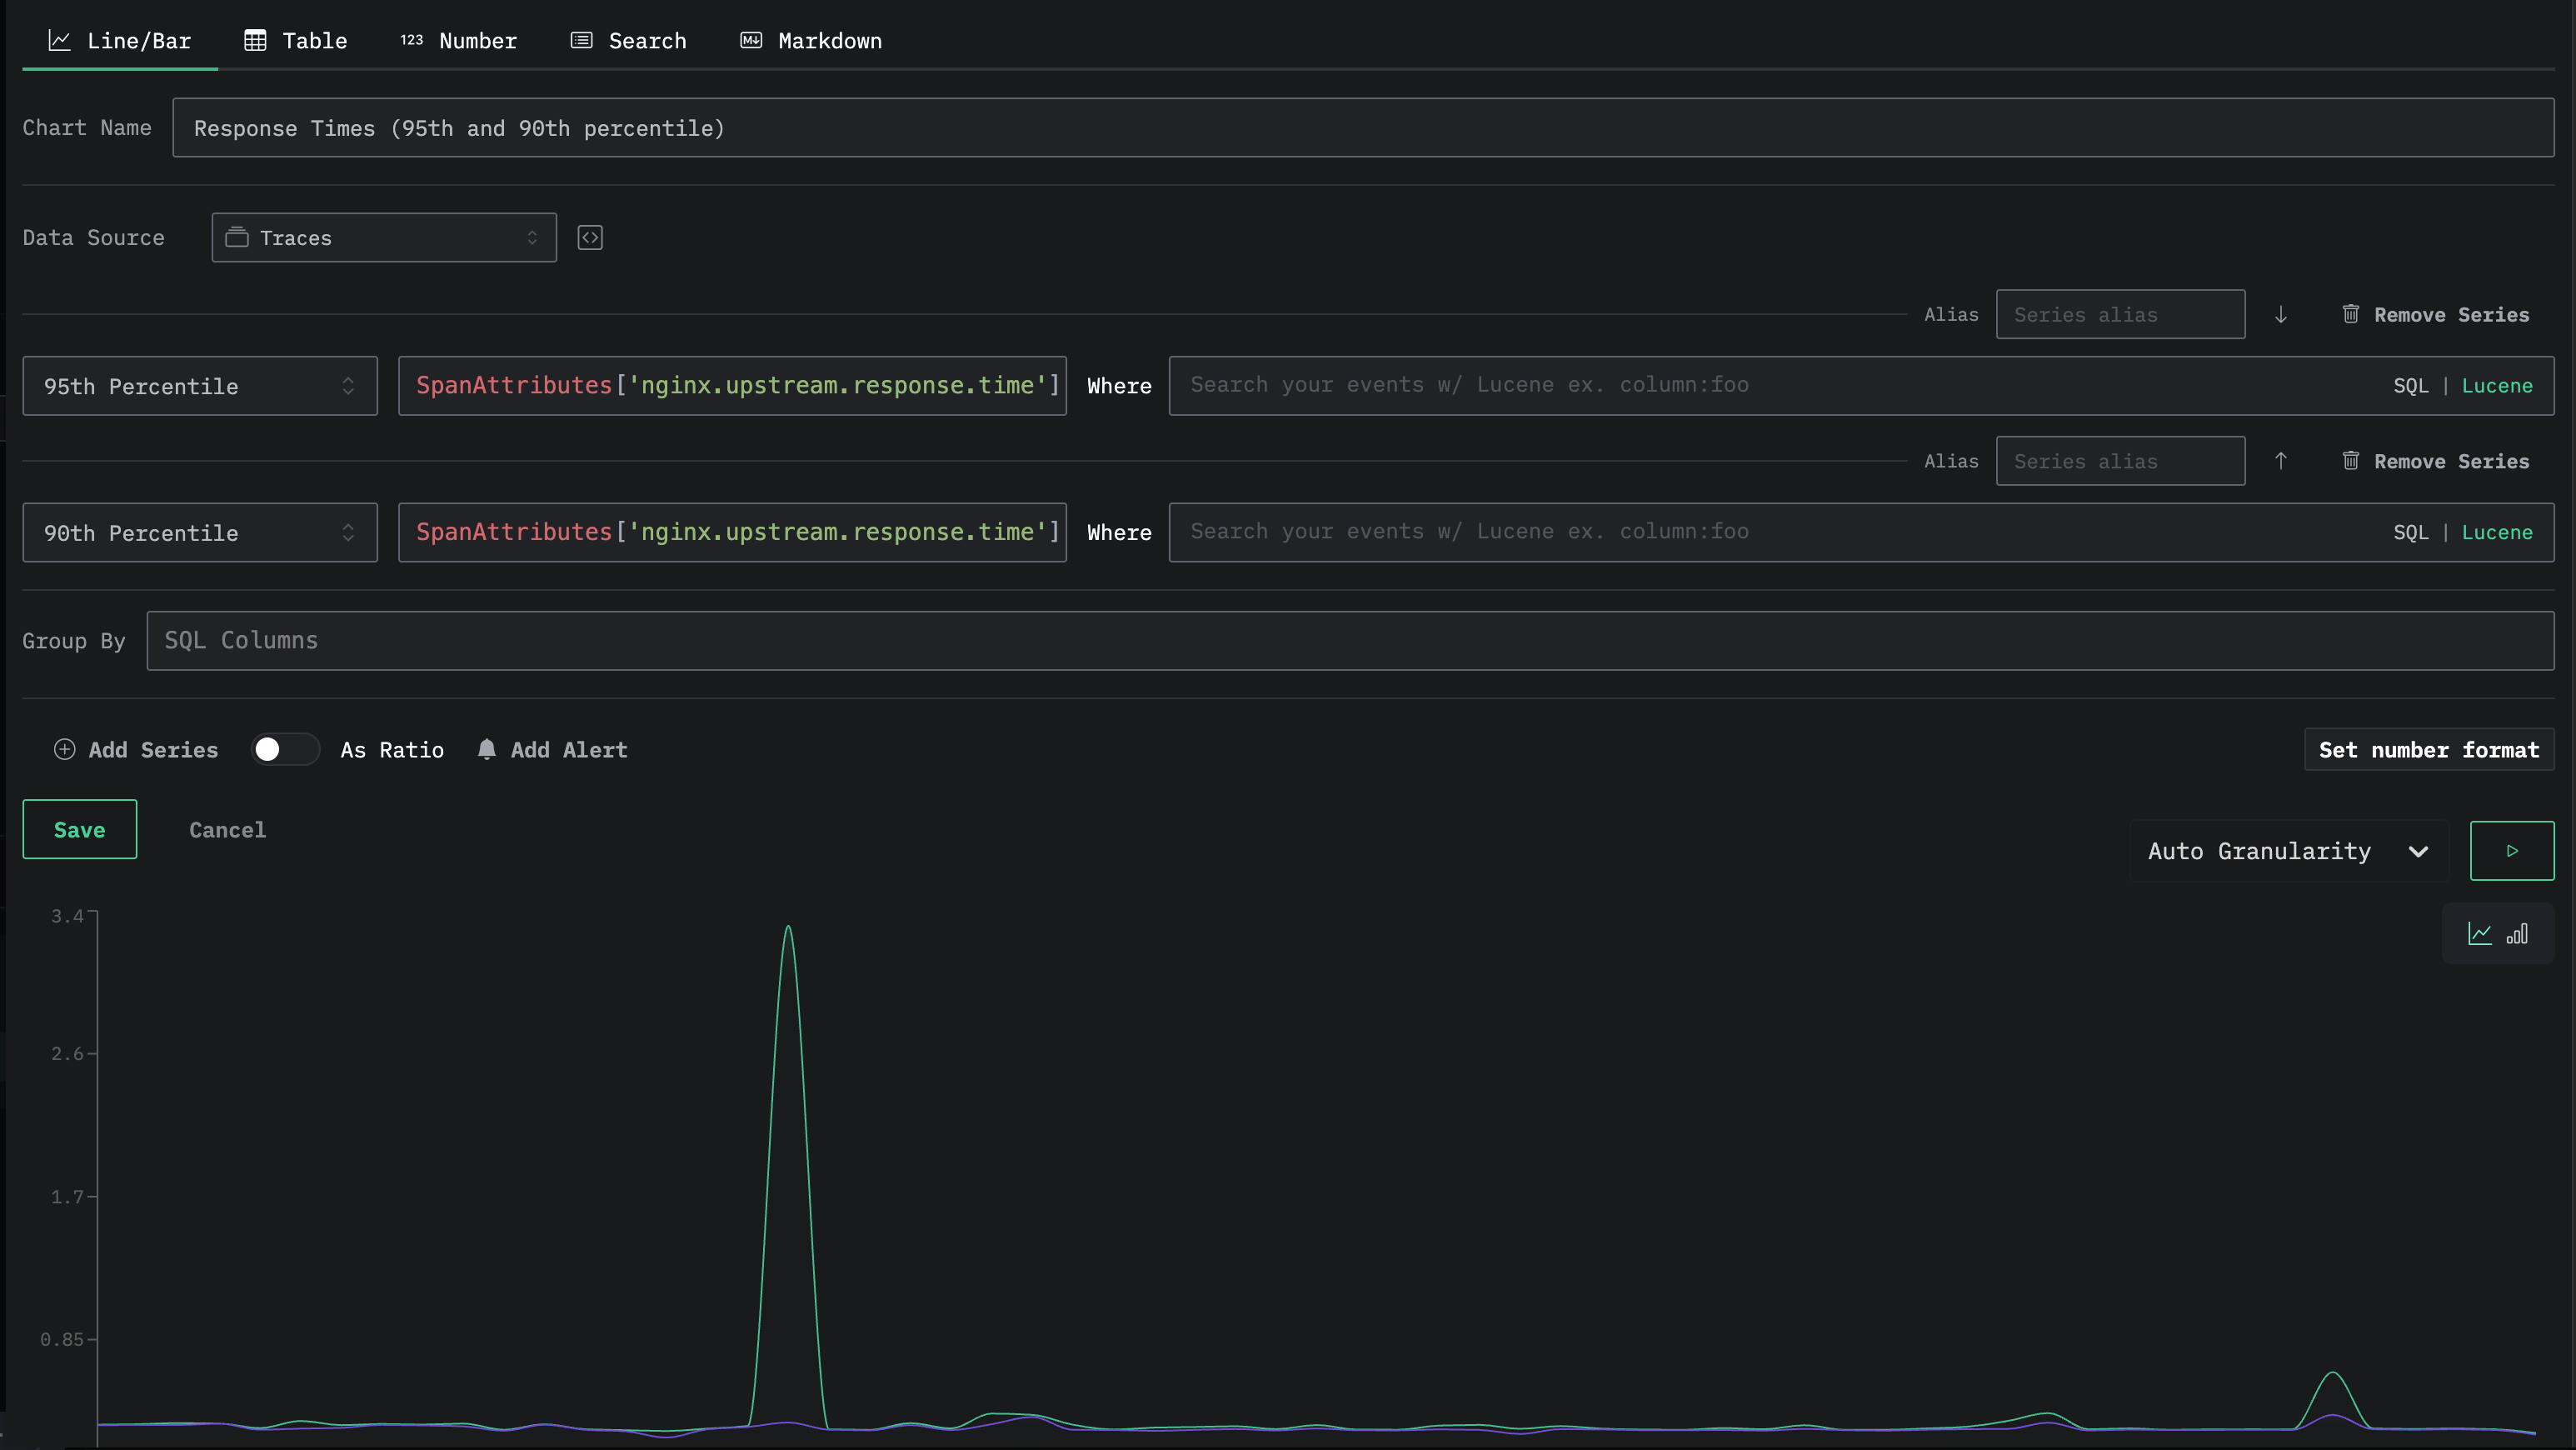 Line/Bar Table 123 Number Search Markdown
Chart Name Response Times (95th and 90th percentile)
Data Source Traces
Alias Series alias Remove Series
95th Percentile SpanAttributes['nginx.upstream.response.time'] Where Search your events w/ Lucene ex. column:foo SQL | Lucene
Alias Series alias Remove Series
90th Percentile SpanAttributes['nginx.upstream.response.time'] Where Search your events w/ Lucene ex. column:foo SQL | Lucene
Group By SQL Columns
Add Series As Ratio Add Alert Set number format
Save Cancel
Auto Granularity
3.4
2.6
1.7
0.85